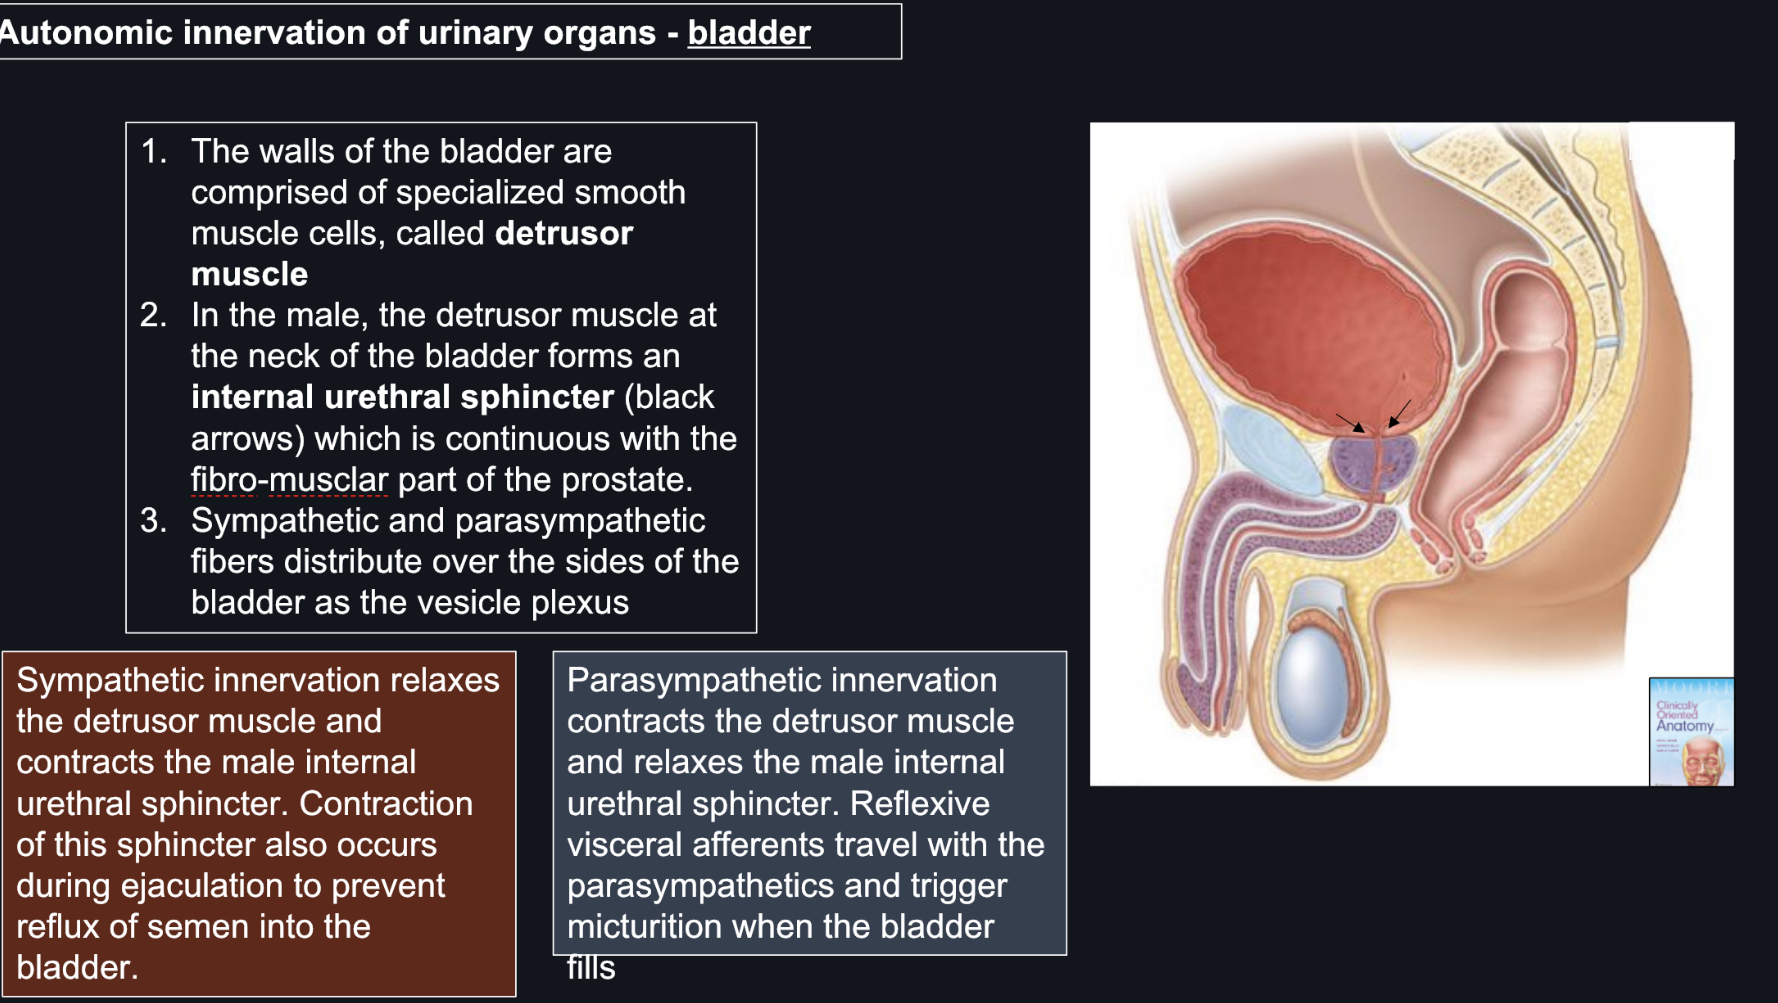 Autonomic innervation of urinary organs - bladder
1. The walls of the bladder are
comprised of specialized smooth
muscle cells, called detrusor
muscle
2. In the male, the detrusor muscle at
the neck of the bladder forms an
internal urethral sphincter (black
arrows) which is continuous with the
fibro-musclar part of the prostate.
3. Sympathetic and parasympathetic
fibers distribute over the sides of the
bladder as the vesicle plexus
Sympathetic innervation relaxes
the detrusor muscle and
contracts the male internal
urethral sphincter. Contraction
of this sphincter also occurs
during ejaculation to prevent
reflux of semen into the
bladder.
Parasympathetic innervation
contracts the detrusor muscle
and relaxes the male internal
urethral sphincter. Reflexive
visceral afferents travel with the
parasympathetics and trigger
micturition when the bladder
fills
MOORE
Clinically
Oriented
Anatomy